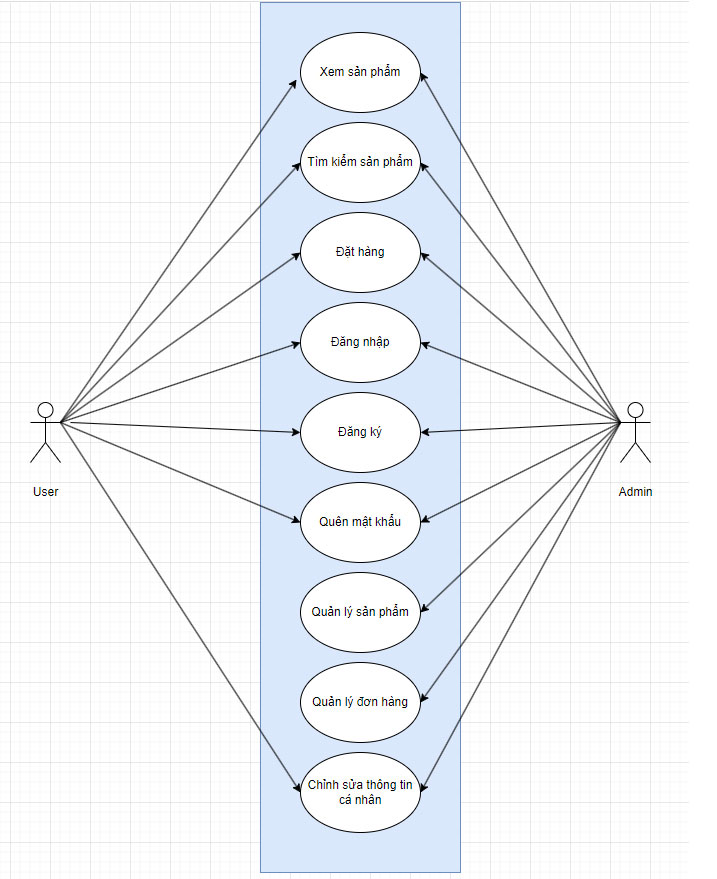 Xem sản phẩm
Tìm kiếm sản phẩm
Đặt hàng
Đăng nhập
Đăng ký
Quên mật khẩu
User
Admin
Quản lý sản phẩm
Quản lý đơn hàng
Chỉnh sửa thông tin
cá nhân